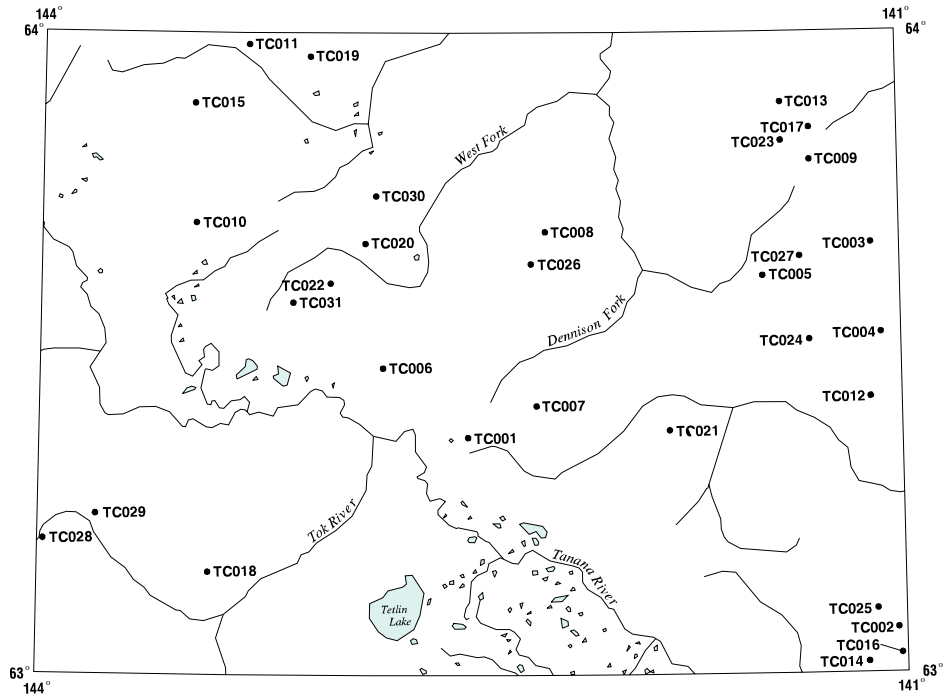 144°
141°
64°
64°
TC011
TC019
TC015
TC013
TC017
TC023
West Fork
TC009
TC030
TC010
TC008
TC020
TC003
TC027
TC026
TC005
TC022
TC031
Dennison Fork
TC004
TC024
TC006
TC012
TC007
TC021
TC001
TC029
Tok River
TC028
Tanana River
TC018
Tetlin
Lake
TC025
TC002
TC016
TC014
63°
63°
144°
141°